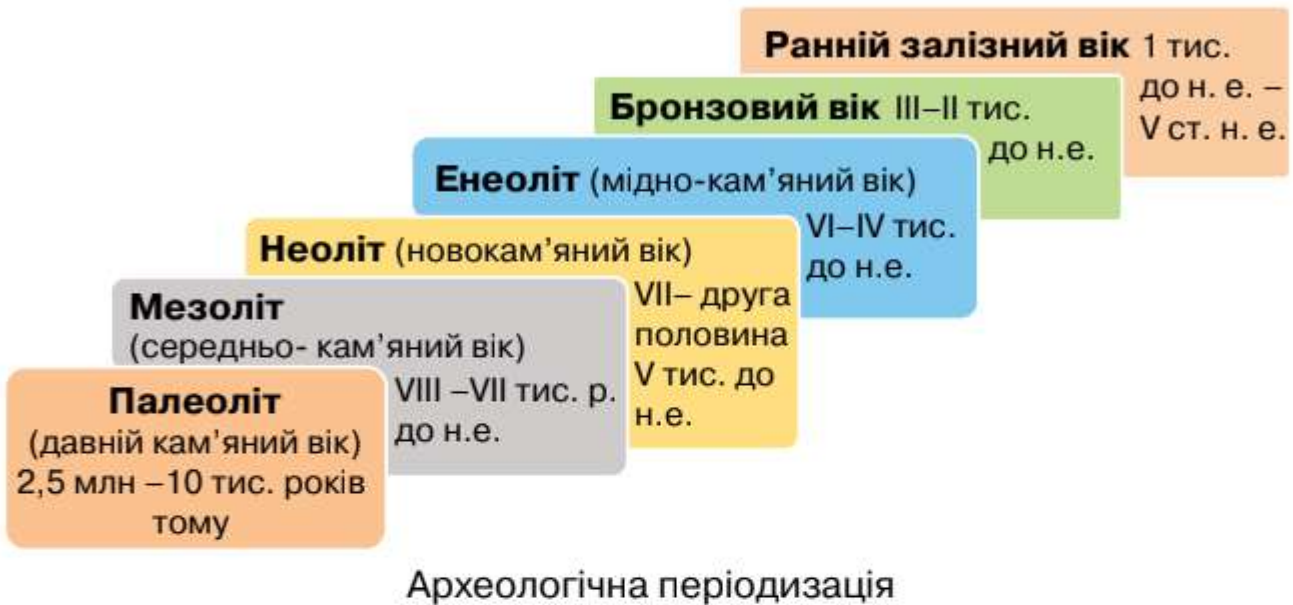 Ранній залізний вік 1 тис.
до н. е. –
V ст. н. е.
Бронзовий вік III–II тис.
до н.е.
Енеоліт (мідно-кам’яний вік)
VI–IV тис.
до н.е.
Неоліт (новокам’яний вік)
VII– друга
половина
V тис. до
н.е.
Мезоліт
(середньо- кам’яний вік)
VIII –VII тис. р.
до н.е.
Палеоліт
(давній кам’яний вік)
2,5 млн –10 тис. років
тому
Археологічна періодизація